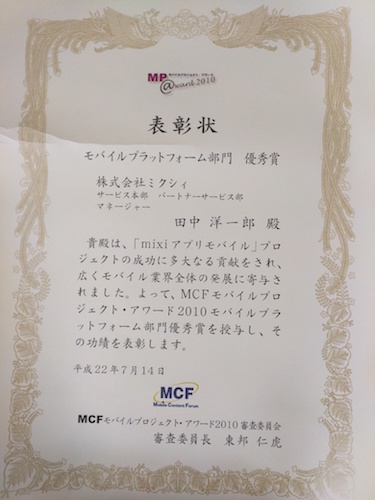 MP
@ward2010
表彰状
モバイルプラットフォーム部門 優秀賞
株式会社ミクシィ
サービス本部 パートナーサービス部
マネージャー
田中 洋一郎 殿
貴殿は、「mixiアプリモバイル」プロ
ジェクトの成功に多大なる貢献をされ、
広くモバイル業界全体の発展に寄与さ
れました。よって、MCFモバイルプロ
ジェクト・アワード2010モバイルプラ
ットフォーム部門優秀賞を授与し、そ
の功績を表彰します。
平成22年7月14日
MCF
Mobile Content Forum
MCFモバイルプロジェクト・アワード2010 審査委員会
審査委員長 東邦 仁虎